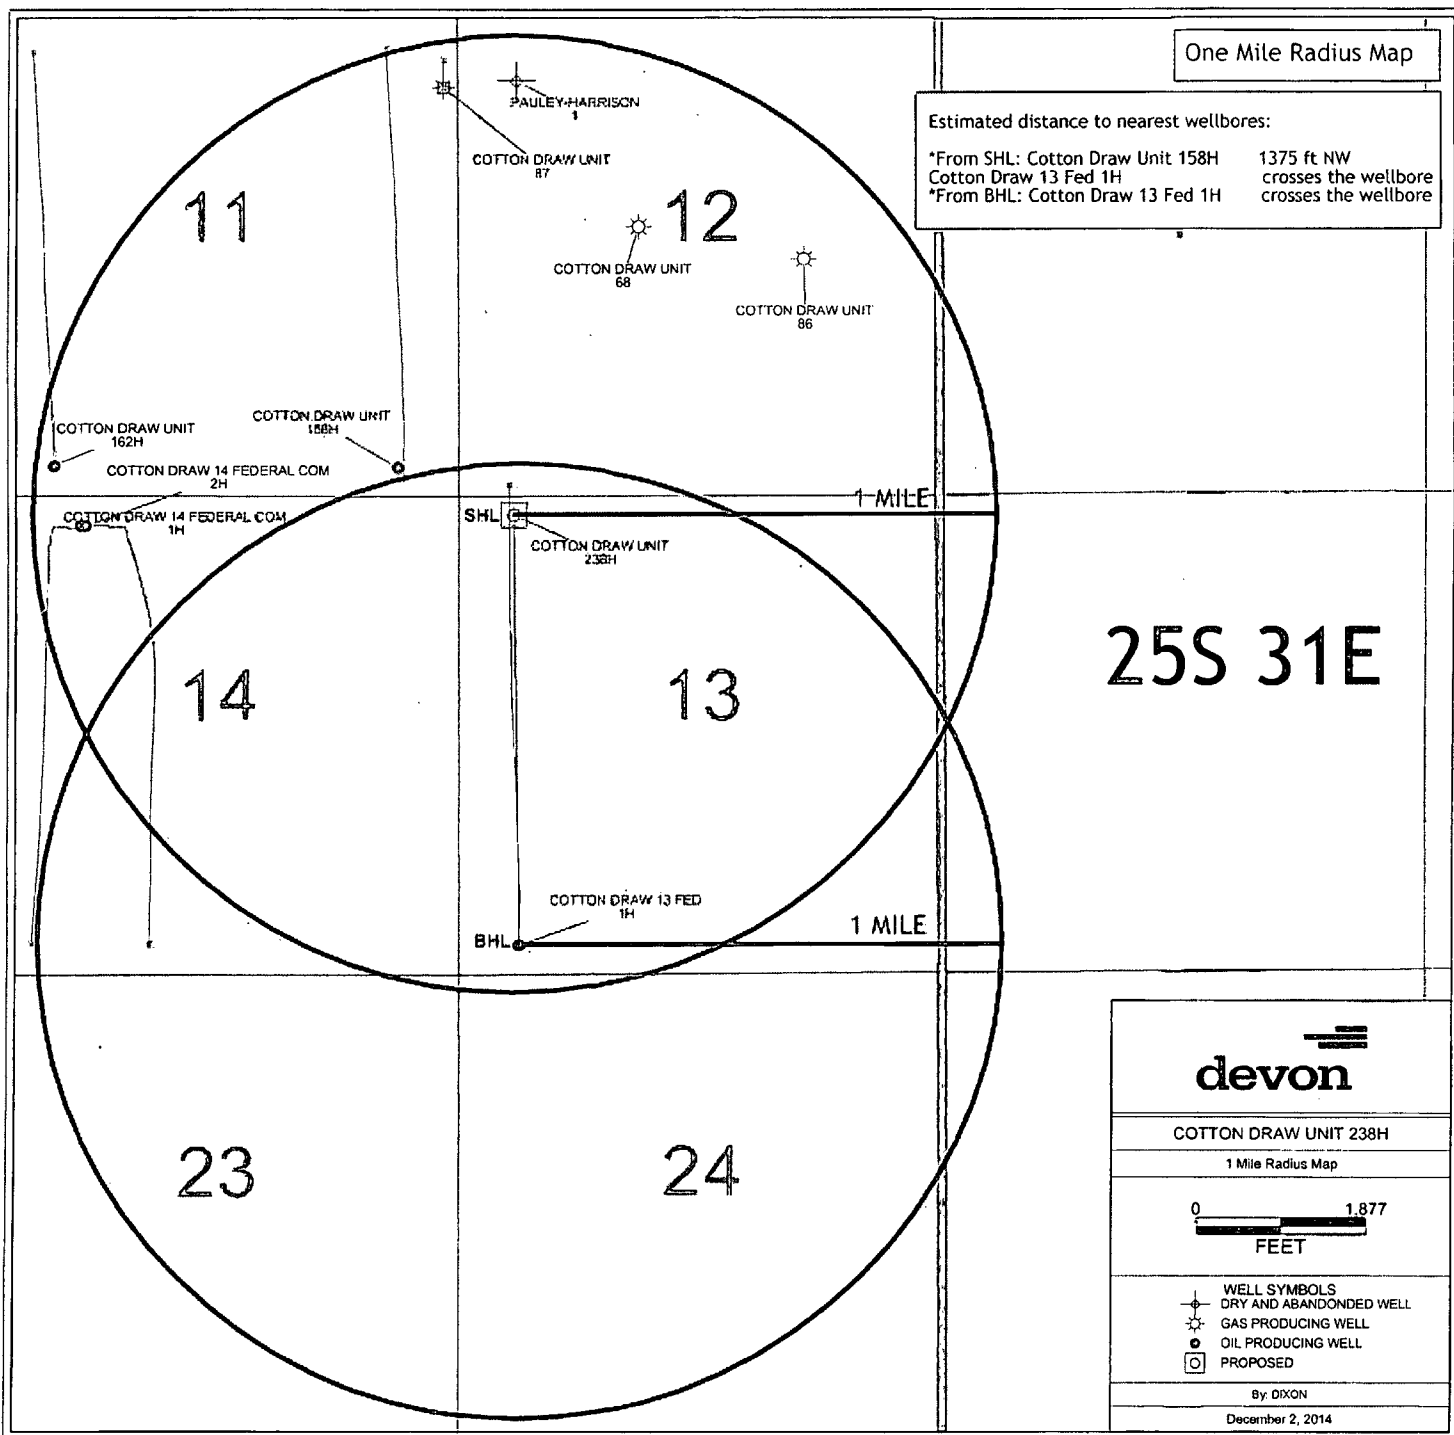 One Mile Radius Map
Estimated distance to nearest wellbores:
*From SHL: Cotton Draw Unit 158H 1375 ft NW
Cotton Draw 13 Fed 1H crosses the wellbore
*From BHL: Cotton Draw 13 Fed 1H crosses the wellbore
PAULEY-HARRISON
1
COTTON DRAW UNIT
87
11
12
COTTON DRAW UNIT
68
COTTON DRAW UNIT
86
COTTON DRAW UNIT
158H
COTTON DRAW UNIT
162H
COTTON DRAW 14 FEDERAL COM
2H
COTTON DRAW 14 FEDERAL COM
1H
1 MILE
SHL
COTTON DRAW UNIT
238H
25S 31E
14
13
COTTON DRAW 13 FED
1H
BHL
1 MILE
23
24
devon
COTTON DRAW UNIT 238H
1 Mile Radius Map
0 1,877
FEET
WELL SYMBOLS
DRY AND ABANDONDED WELL
GAS PRODUCING WELL
OIL PRODUCING WELL
PROPOSED
By: DIXON
December 2, 2014